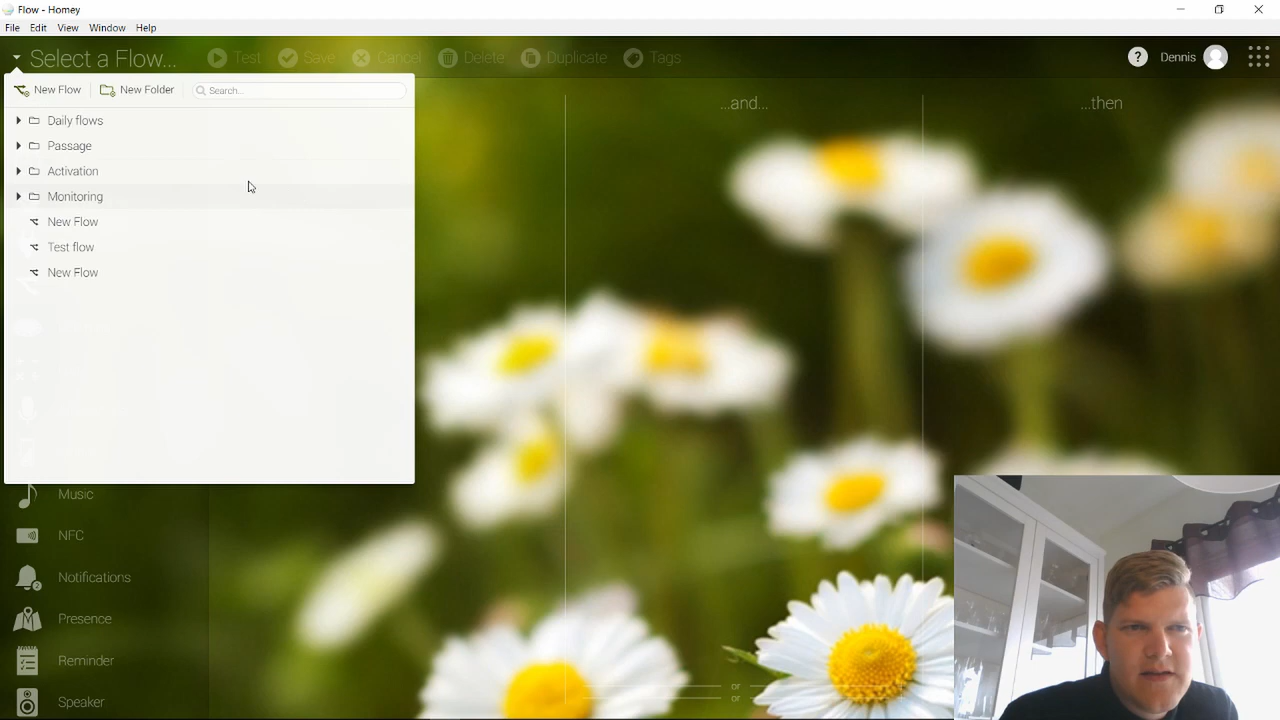 Flow - Homey
File Edit View Window Help
Select a Flow... Test Save Cancel Delete Duplicate Tags ? Dennis
New Flow New Folder Search...
...and... ...then
Daily flows
Passage
Activation
Monitoring
New Flow
Test flow
New Flow
Music
NFC
Notifications
Presence
Reminder
Speaker
or
or